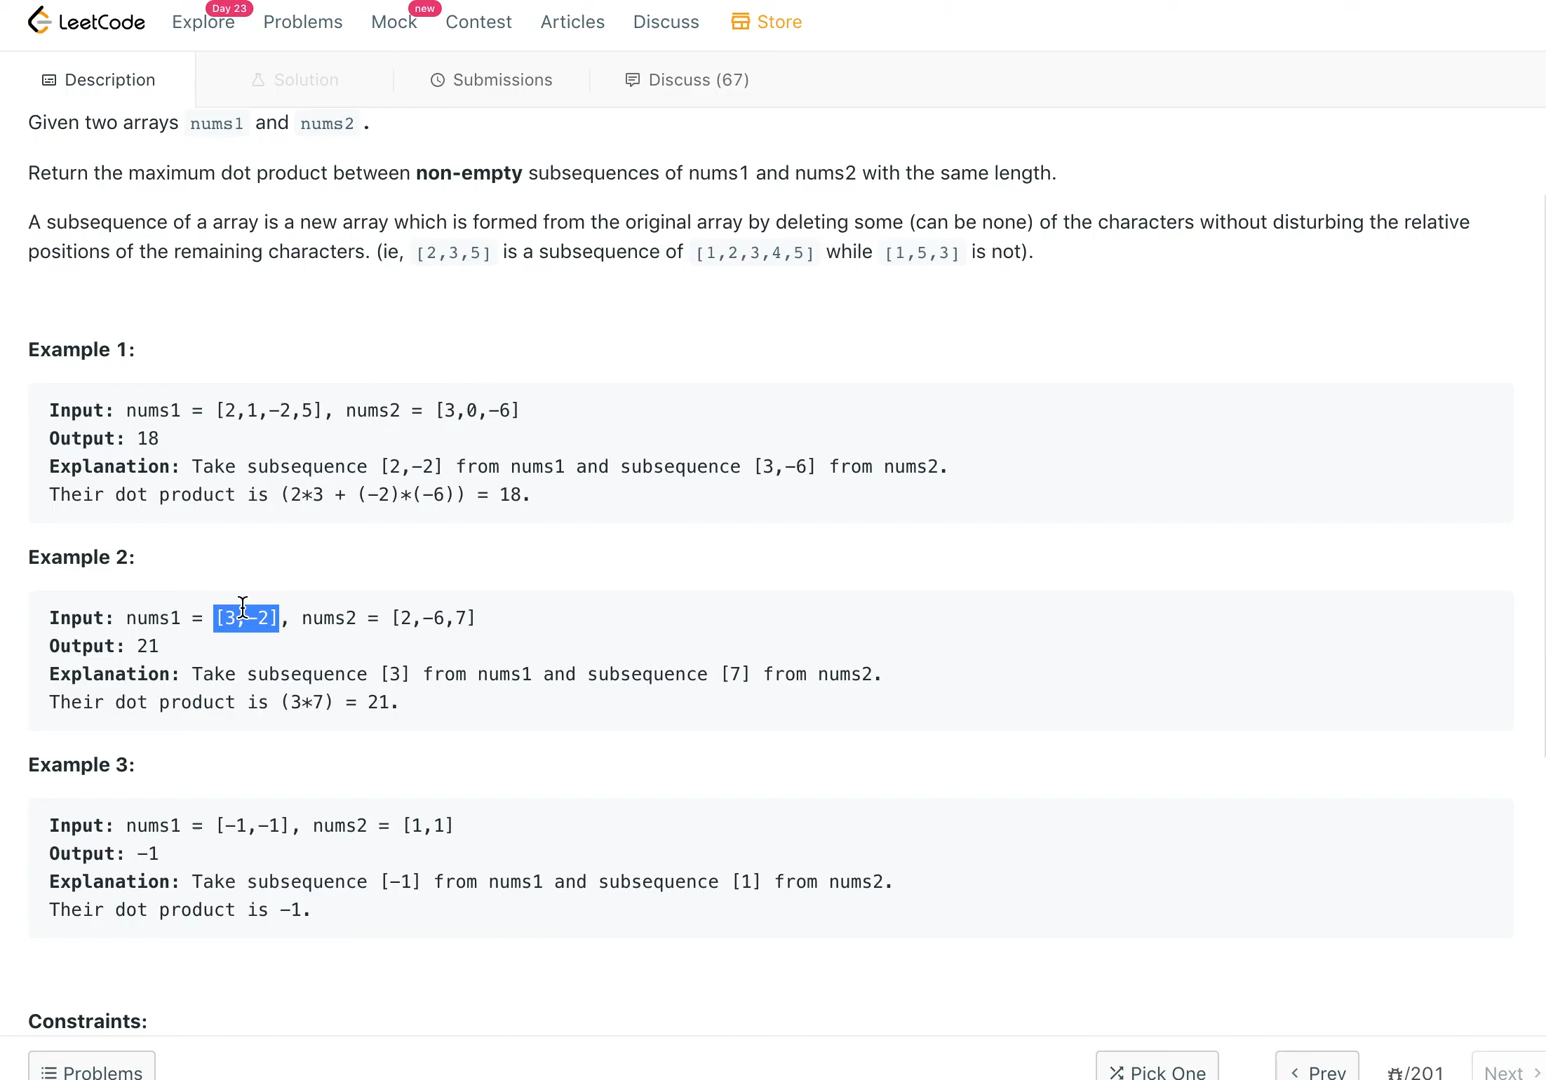 LeetCode Explore Day 23 Problems Mock new Contest Articles Discuss Store
Description Solution Submissions Discuss (67)
Given two arrays nums1 and nums2 .
Return the maximum dot product between non-empty subsequences of nums1 and nums2 with the same length.
A subsequence of a array is a new array which is formed from the original array by deleting some (can be none) of the characters without disturbing the relative
positions of the remaining characters. (ie, [2,3,5] is a subsequence of [1,2,3,4,5] while [1,5,3] is not).
Example 1:
Input: nums1 = [2,1,-2,5], nums2 = [3,0,-6]
Output: 18
Explanation: Take subsequence [2,-2] from nums1 and subsequence [3,-6] from nums2.
Their dot product is (2*3 + (-2)*(-6)) = 18.
Example 2:
Input: nums1 = [3,-2], nums2 = [2,-6,7]
Output: 21
Explanation: Take subsequence [3] from nums1 and subsequence [7] from nums2.
Their dot product is (3*7) = 21.
Example 3:
Input: nums1 = [-1,-1], nums2 = [1,1]
Output: -1
Explanation: Take subsequence [-1] from nums1 and subsequence [1] from nums2.
Their dot product is -1.
Constraints:
Problems Pick One < Prev /201 Next >